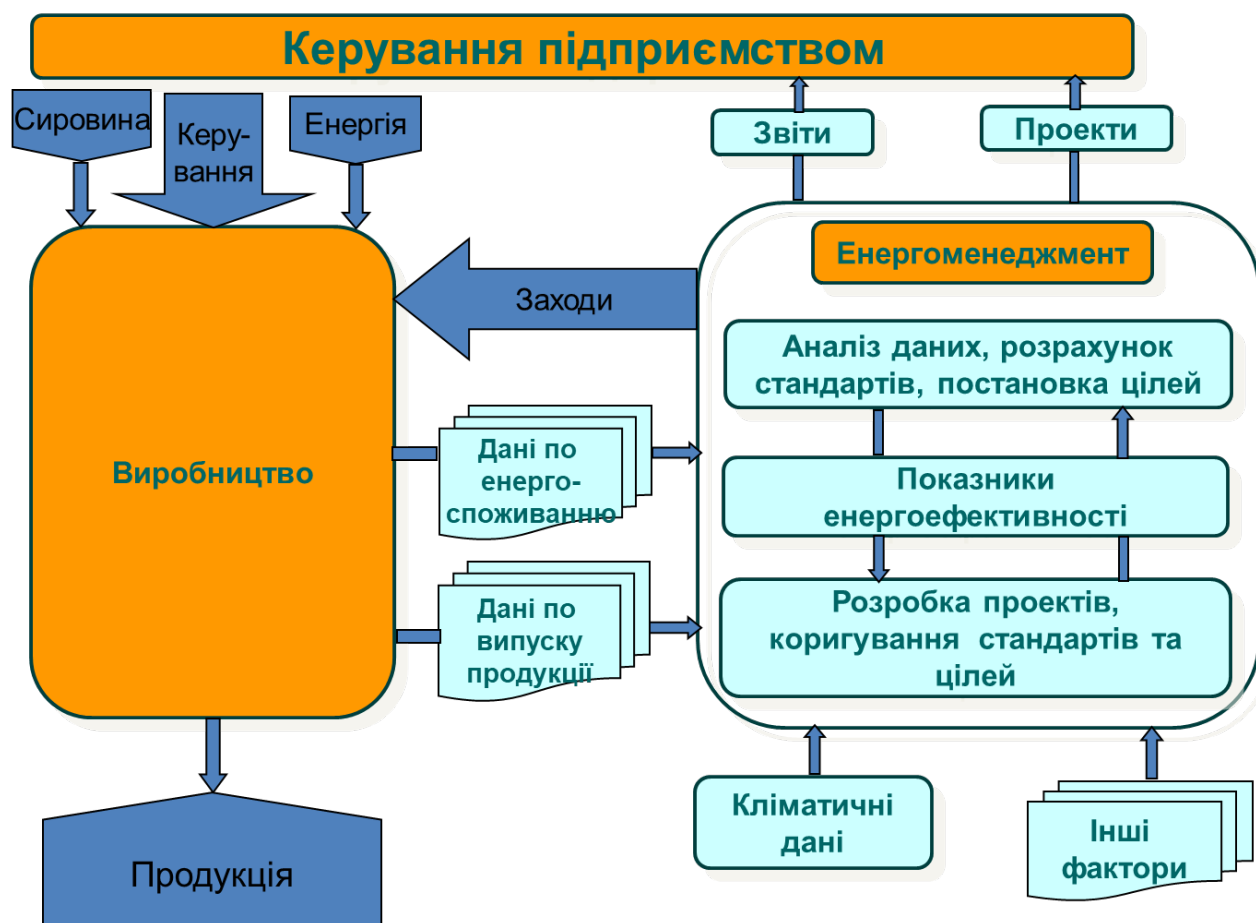 Керування підприємством
Сировина
Керу-
вання
Енергія
Звіти
Проекти
Енергоменеджмент
Заходи
Аналіз даних, розрахунок
стандартів, постановка цілей
Виробництво
Дані по
енерго-
споживанню
Показники
енергоефективності
Дані по
випуску
продукції
Розробка проектів,
коригування стандартів та
цілей
Кліматичні
дані
Інші
фактори
Продукція